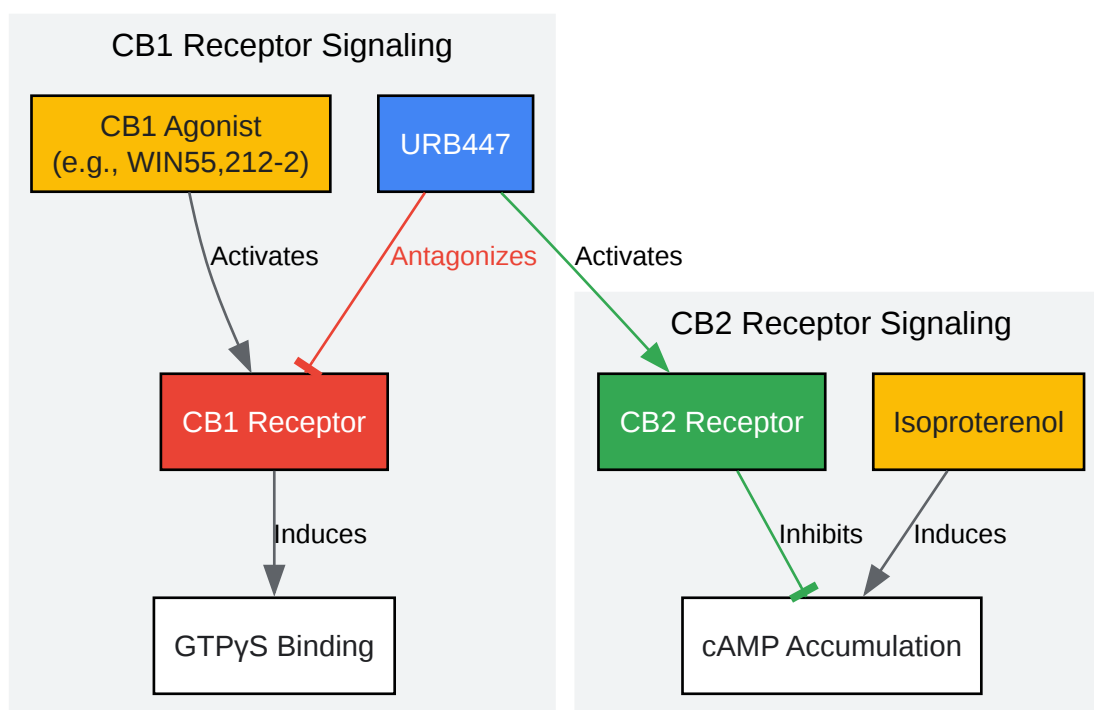 CB1 Receptor Signaling
CB1 Agonist
(e.g., WIN55,212-2)
URB447
Activates
Antagonizes
Activates
CB2 Receptor Signaling
CB1 Receptor
CB2 Receptor
Isoproterenol
Induces
Inhibits
Induces
GTPγS Binding
cAMP Accumulation